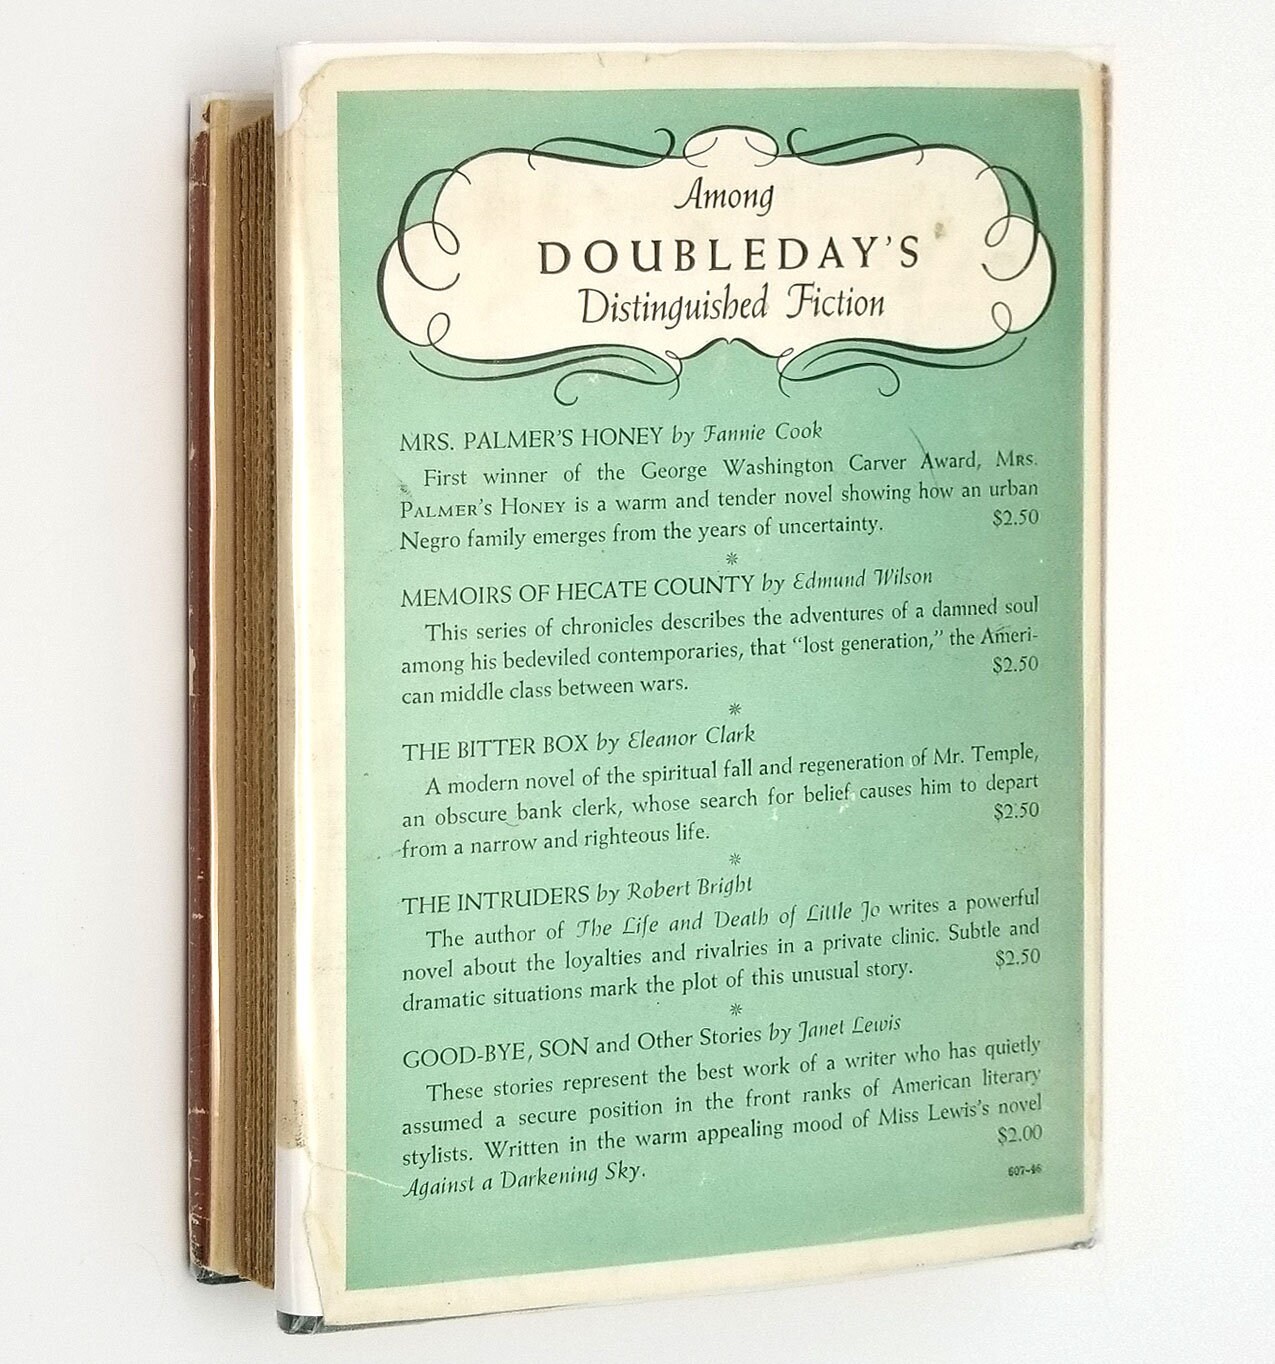 Among
DOUBLEDAY'S
Distinguished Fiction
MRS. PALMER'S HONEY by Fannie Cook
First winner of the George Washington Carver Award, MRS.
PALMER'S HONEY is a warm and tender novel showing how an urban
Negro family emerges from the years of uncertainty. $2.50
*
MEMOIRS OF HECATE COUNTY by Edmund Wilson
This series of chronicles describes the adventures of a damned soul
among his bedeviled contemporaries, that "lost generation," the Ameri-
can middle class between wars. $2.50
*
THE BITTER BOX by Eleanor Clark
A modern novel of the spiritual fall and regeneration of Mr. Temple,
an obscure bank clerk, whose search for belief causes him to depart
from a narrow and righteous life. $2.50
*
THE INTRUDERS by Robert Bright
The author of The Life and Death of Little Jo writes a powerful
novel about the loyalties and rivalries in a private clinic. Subtle and
dramatic situations mark the plot of this unusual story. $2.50
*
GOOD-BYE, SON and Other Stories by Janet Lewis
These stories represent the best work of a writer who has quietly
assumed a secure position in the front ranks of American literary
stylists. Written in the warm appealing mood of Miss Lewis's novel
Against a Darkening Sky. $2.00
607-46